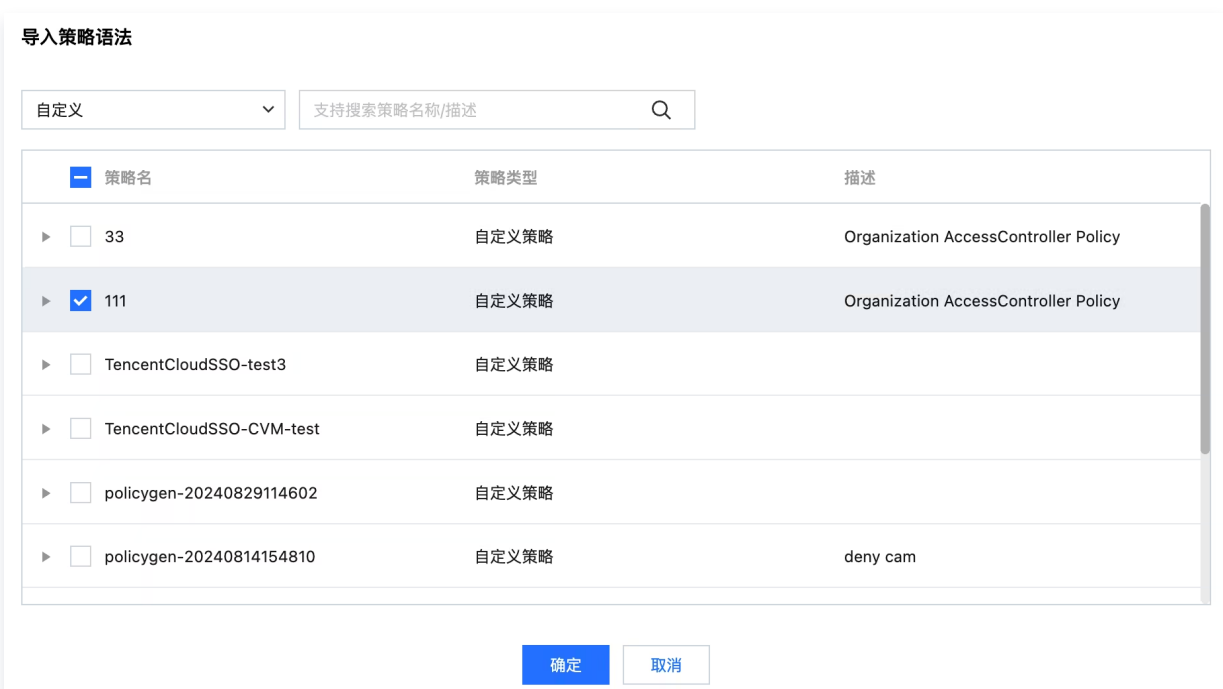 导入策略语法
自定义 支持搜索策略名称/描述
策略名 策略类型 描述
33 自定义策略 Organization AccessController Policy
111 自定义策略 Organization AccessController Policy
TencentCloudSSO-test3 自定义策略
TencentCloudSSO-CVM-test 自定义策略
policygen-20240829114602 自定义策略
policygen-20240814154810 自定义策略 deny cam
确定 取消